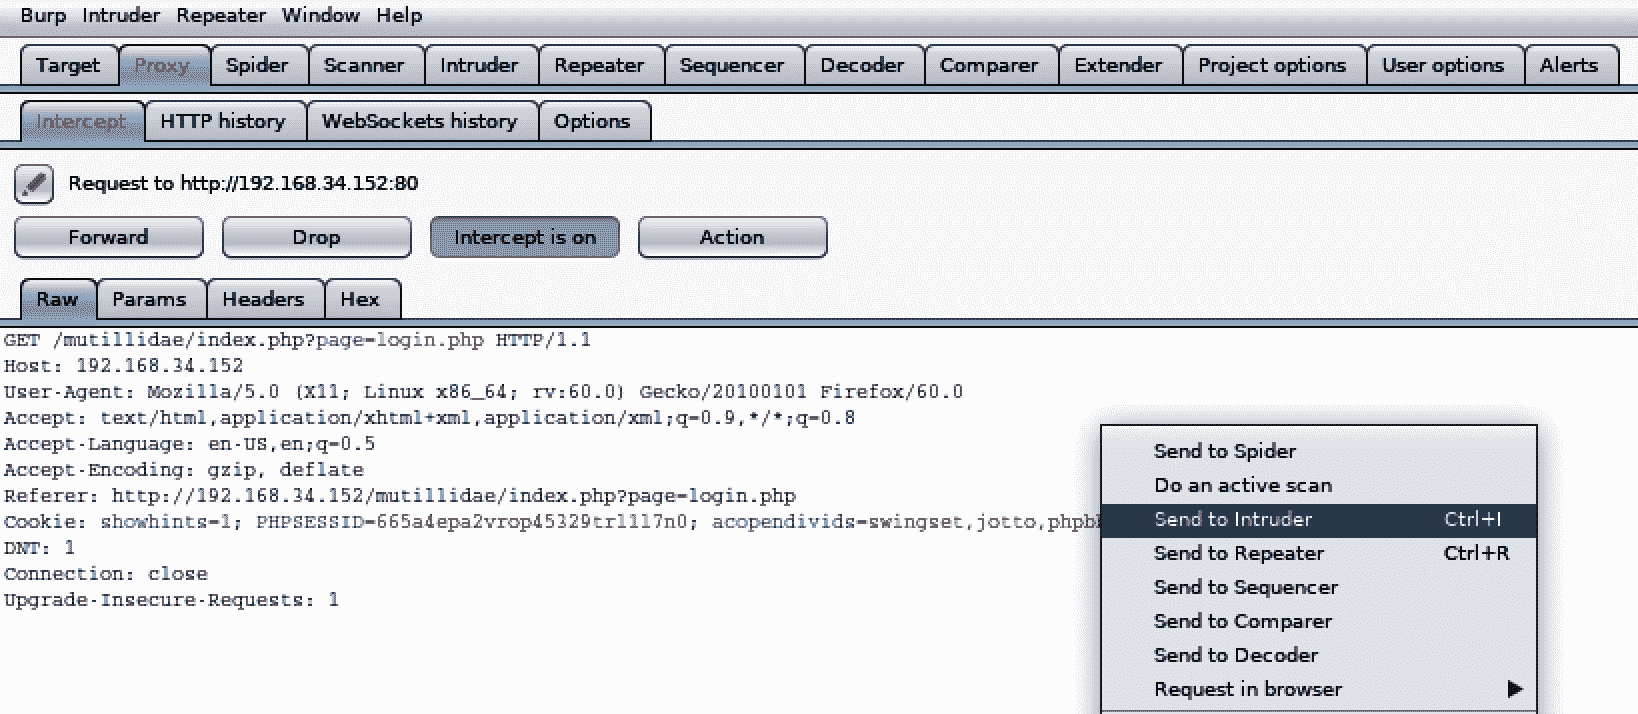 Burp Intruder Repeater Window Help
Target Proxy Spider Scanner Intruder Repeater Sequencer Decoder Comparer Extender Project options User options Alerts
Intercept HTTP history WebSockets history Options
Request to http://192.168.34.152:80
Forward Drop Intercept is on Action
Raw Params Headers Hex
GET /mutillidae/index.php?page=login.php HTTP/1.1
Host: 192.168.34.152
User-Agent: Mozilla/5.0 (X11; Linux x86_64; rv:60.0) Gecko/20100101 Firefox/60.0
Accept: text/html,application/xhtml+xml,application/xml;q=0.9,*/*;q=0.8
Accept-Language: en-US,en;q=0.5
Accept-Encoding: gzip, deflate
Referer: http://192.168.34.152/mutillidae/index.php?page=login.php
Cookie: showhints=1; acopendivids=swingset,jotto,
DNT: 1
Connection: close
Upgrade-Insecure-Requests: 1
Send to Spider
Do an active scan
Send to Intruder Ctrl+I
Send to Repeater Ctrl+R
Send to Sequencer
Send to Comparer
Send to Decoder
Request in browser